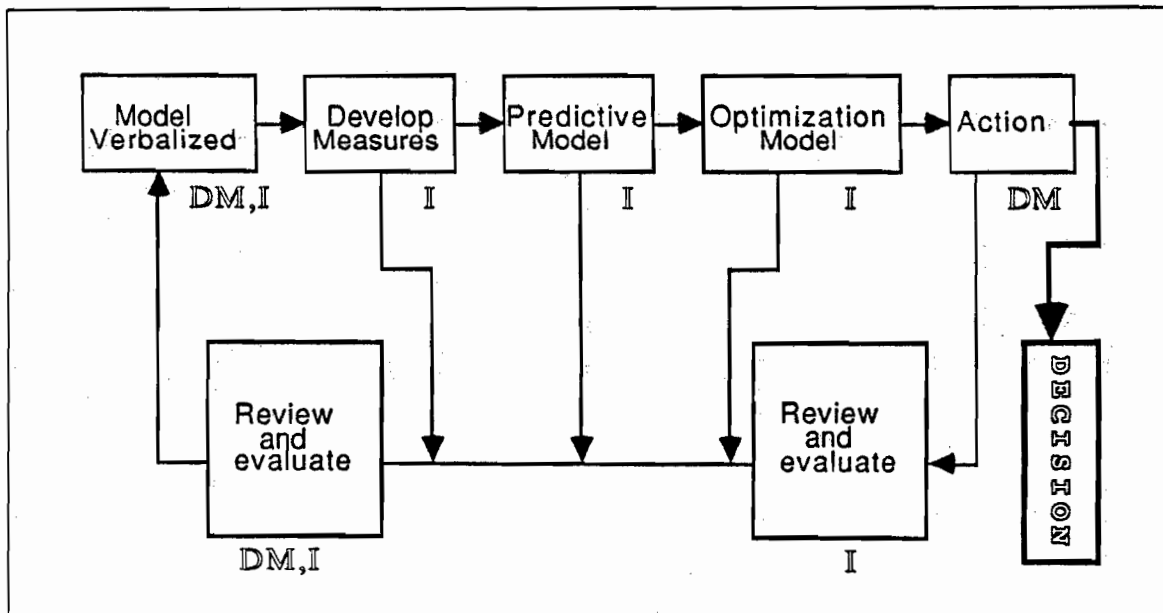 Model
Verbalized
DM,I
Develop
Measures
I
Predictive
Model
I
Optimization
Model
I
Action
DM
Review
and
evaluate
DM,I
Review
and
evaluate
I
DECISION